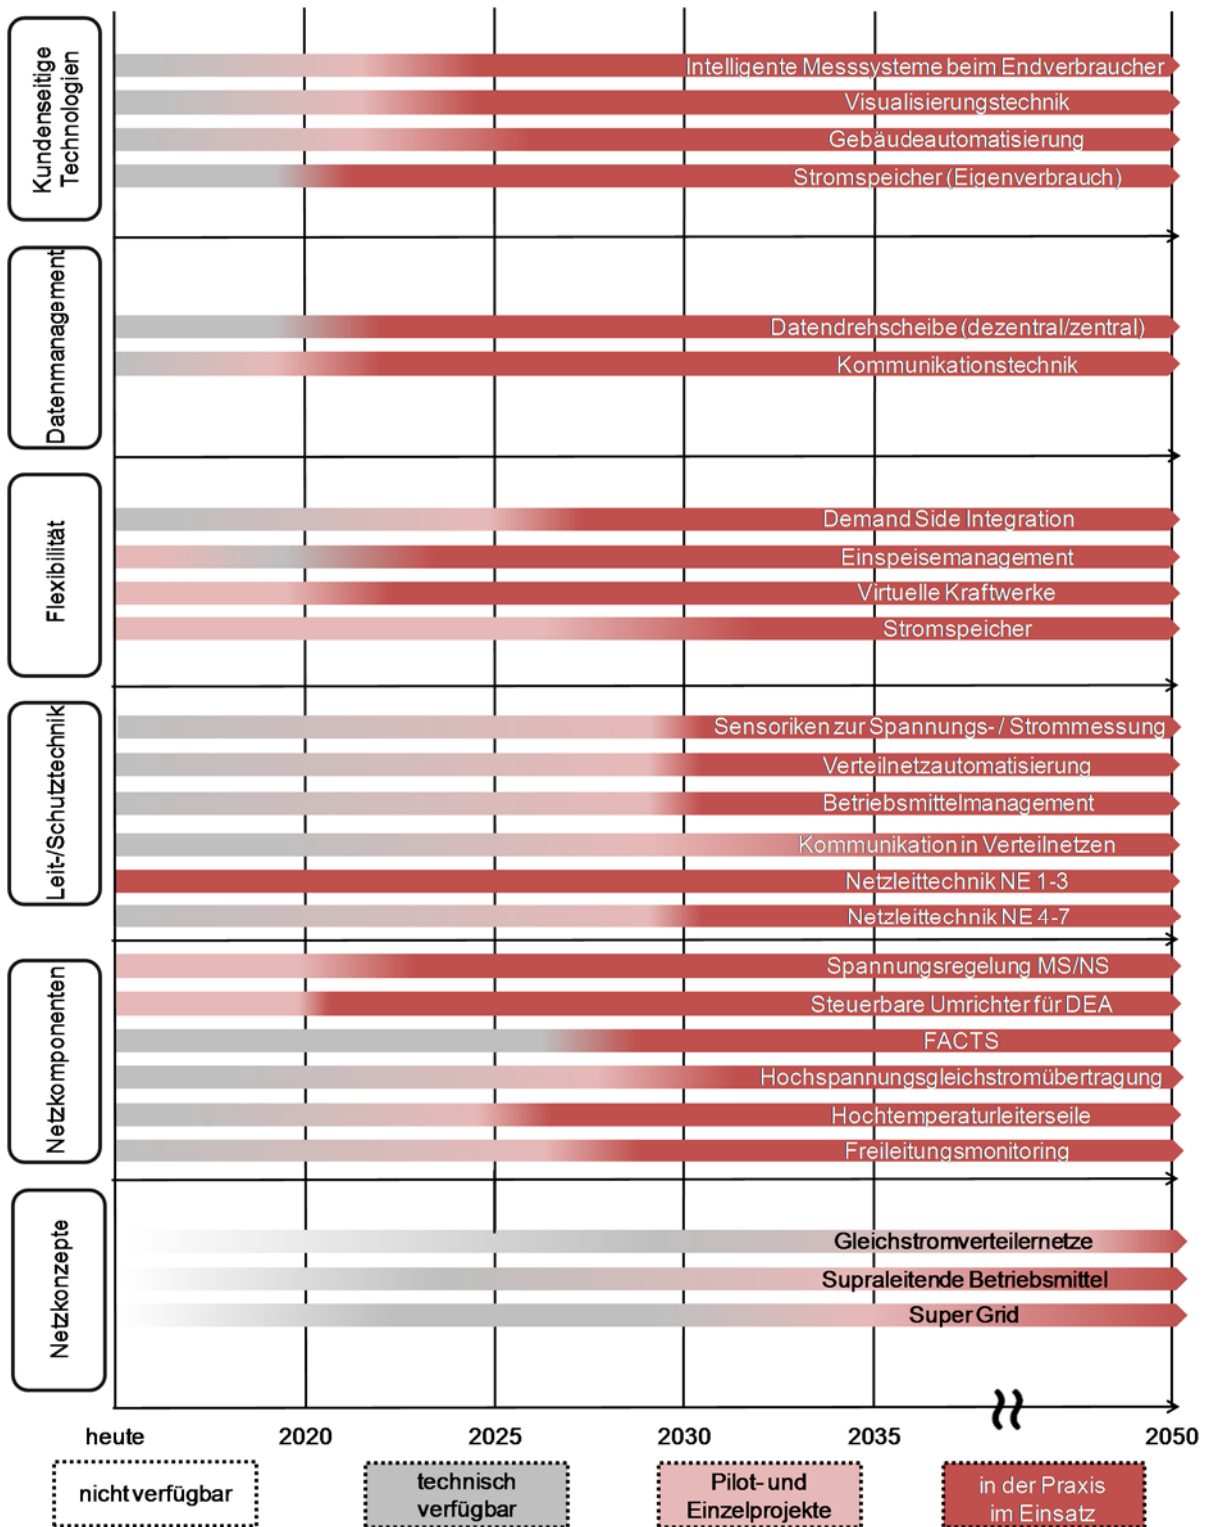 Kundenseitige
Technologien
Intelligente Messsysteme beim Endverbraucher
Visualisierungstechnik
Gebäudeautomatisierung
Stromspeicher (Eigenverbrauch)
Datenmanagement
Datendrehscheibe (dezentral/zentral)
Kommunikationstechnik
Flexibilität
Demand Side Integration
Einspeisemanagement
Virtuelle Kraftwerke
Stromspeicher
Leit-/Schutztechnik
Sensoriken zur Spannungs- / Strommessung
Verteilnetzautomatisierung
Betriebsmittelmanagement
Kommunikation in Verteilnetzen
Netzleittechnik NE 1-3
Netzleittechnik NE 4-7
Netzkomponenten
Spannungsregelung MS/NS
Steuerbare Umrichter für DEA
FACTS
Hochspannungsgleichstromübertragung
Hochtemperaturleiterseile
Freileitungsmonitoring
Netzkonzepte
Gleichstromverteilernetze
Supraleitende Betriebsmittel
Super Grid
heute 2020 2025 2030 2035 2050
nicht verfügbar
technisch
verfügbar
Pilot- und
Einzelprojekte
in der Praxis
im Einsatz